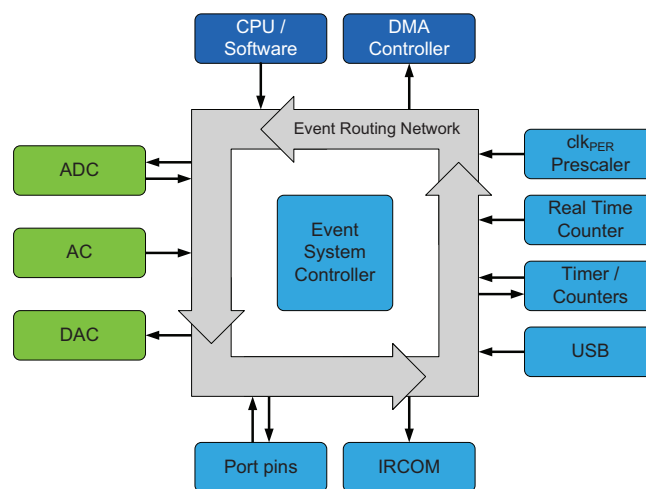 CPU /
Software
DMA
Controller
Event Routing Network
ADC
AC
DAC
Event
System
Controller
clkPER
Prescaler
Real Time
Counter
Timer /
Counters
USB
Port pins
IRCOM